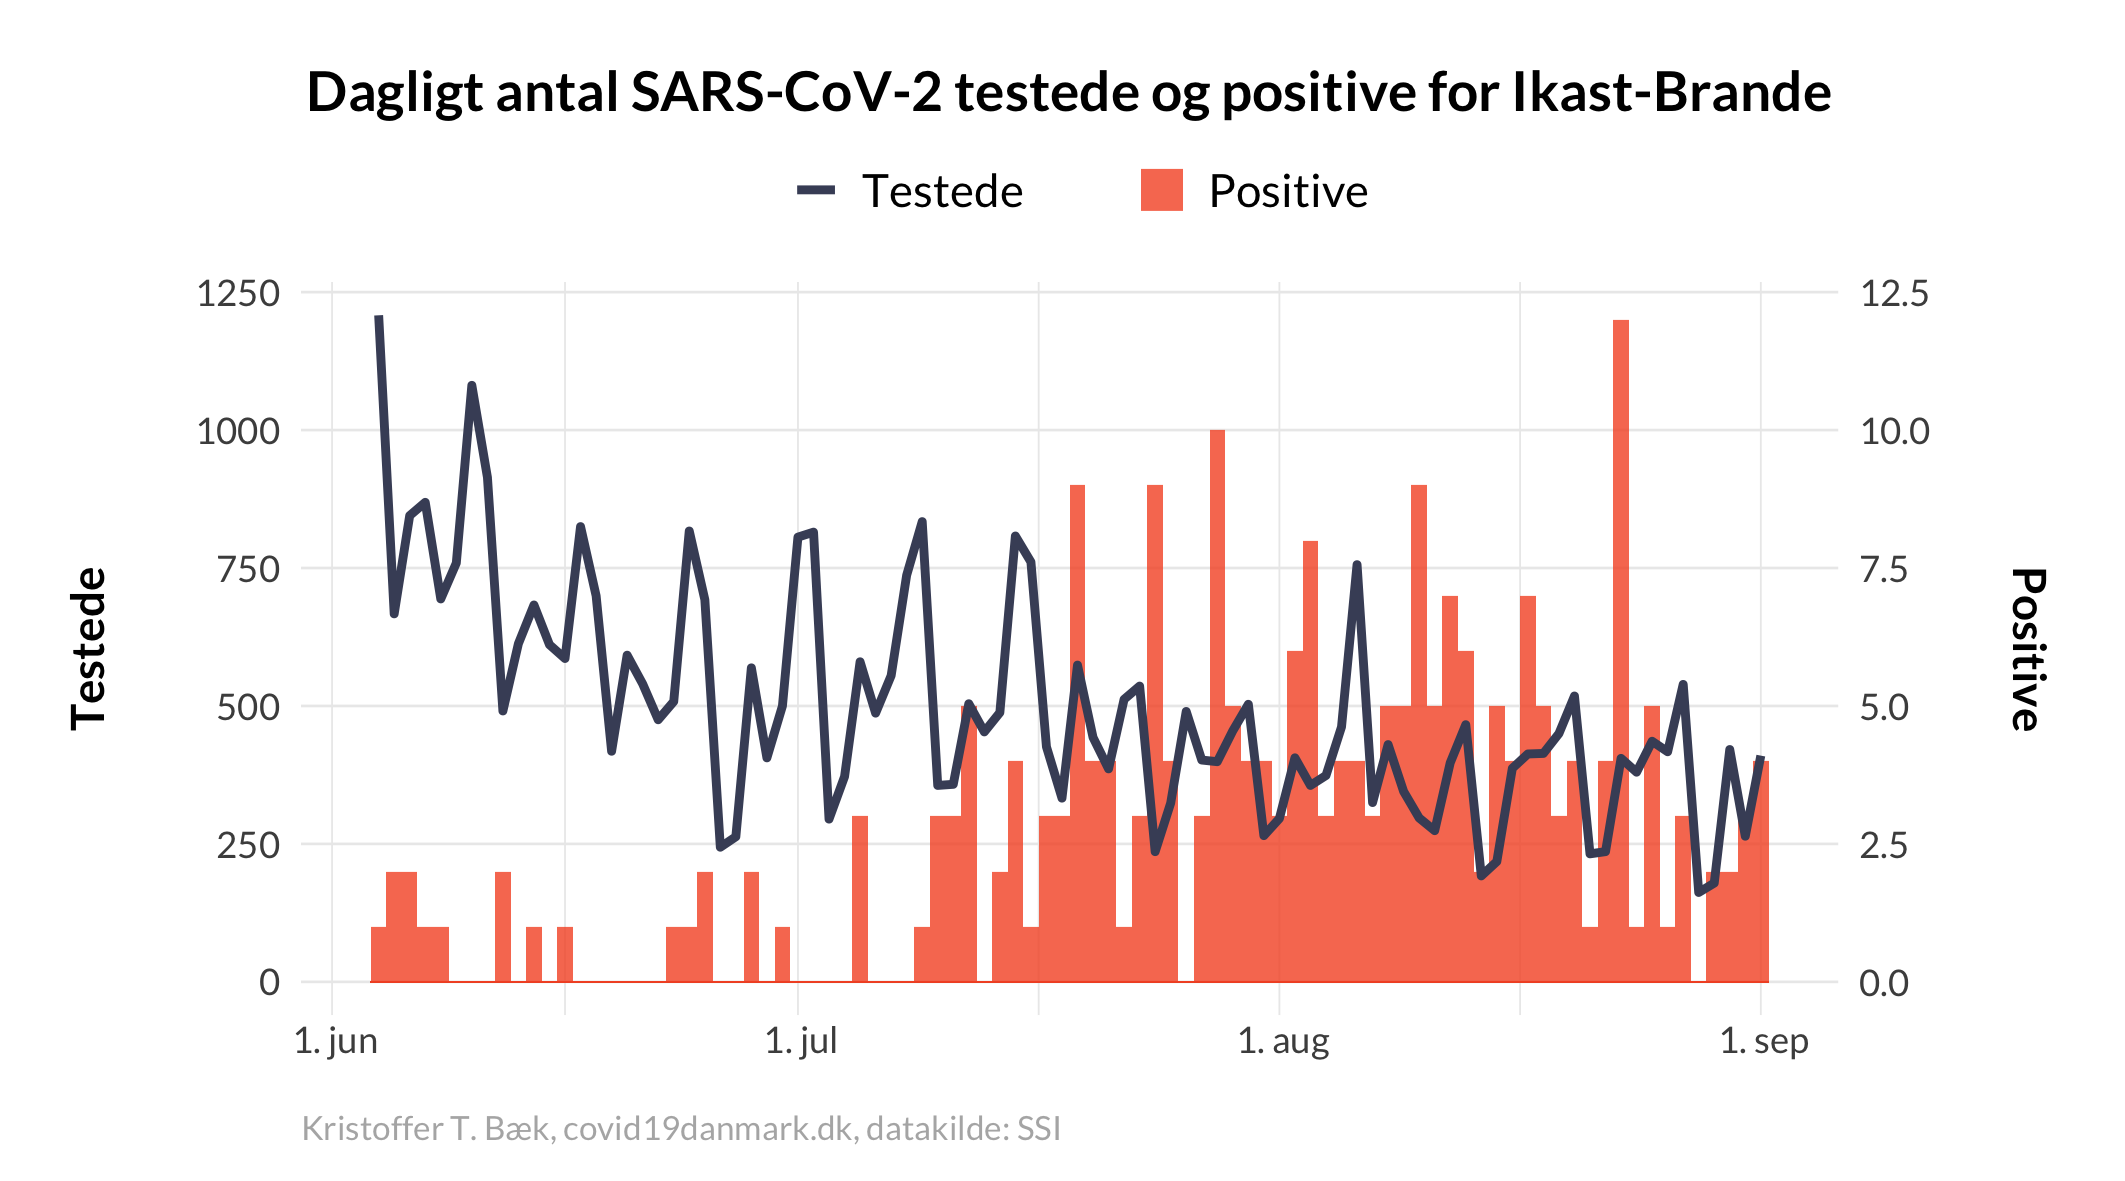 Dagligt antal SARS-CoV-2 testede og positive for Ikast-Brande
Testede
Positive
1250
1000
750
500
250
0
12.5
10.0
7.5
5.0
2.5
0.0
Testede
Positive
1. jun
1. jul
1. aug
1. sep
Kristoffer T. Bæk, covid19danmark.dk, datakilde: SSI